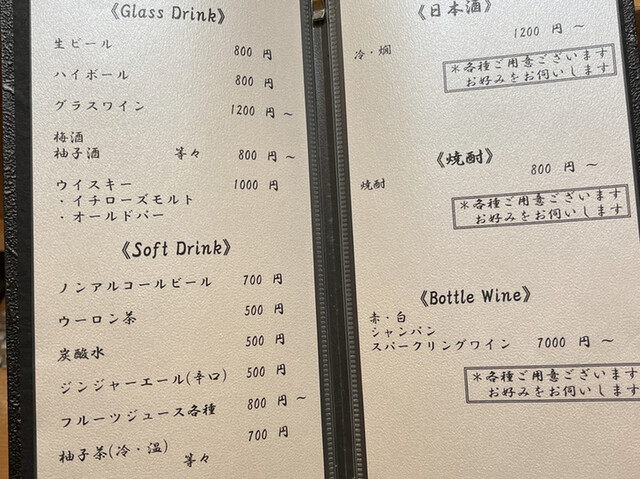 《Glass Drink》
生ビール 800 円
ハイボール 800 円
グラスワイン 1200 円 ～
梅酒
柚子酒 等々 800 円 ～
ウイスキー 1000 円
・イチローズモルト
・オールドパー
《Soft Drink》
ノンアルコールビール 700 円
ウーロン茶 500 円
炭酸水 500 円
ジンジャーエール(辛口) 500 円
フルーツジュース各種 800 円 ～
柚子茶(冷・温) 700 円
等々
《日本酒》
冷・燗 1200 円 ～
＊各種ご用意ございます
お好みをお伺いします
《焼酎》
焼酎 800 円 ～
＊各種ご用意ございます
お好みをお伺いします
《Bottle Wine》
赤・白
シャンパン
スパークリングワイン 7000 円 ～
＊各種ご用意ございます
お好みをお伺いします